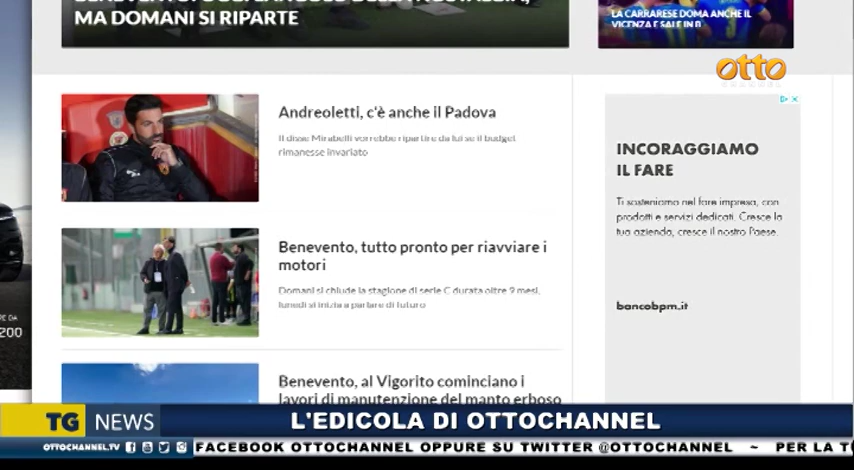 MA DOMANI SI RIPARTE
LA CARRARESE DOMA ANCHE IL
VICENZA E SALE IN B
otto
CHANNEL
Andreoletti, c'è anche il Padova
Il disse Mirabelli vorrebbe ripartire da lui se il budget
rimanesse invariato
Benevento, tutto pronto per riavviare i
motori
Domani si chiude la stagione di serie C durata oltre 9 mesi,
lunedì si inizia a parlare di futuro
Benevento, al Vigorito cominciano i
lavori di manutenzione del manto erboso
INCORAGGIAMO
IL FARE
Ti sosteniamo nel fare impresa, con
prodotti e servizi dedicati. Cresce la
tua azienda, cresce il nostro Paese.
bancobpm.it
RE DA
200
TG NEWS
L'EDICOLA DI OTTOCHANNEL
OTTOCHANNEL.TV
FACEBOOK OTTOCHANNEL OPPURE SU TWITTER @OTTOCHANNEL ~ PER LA